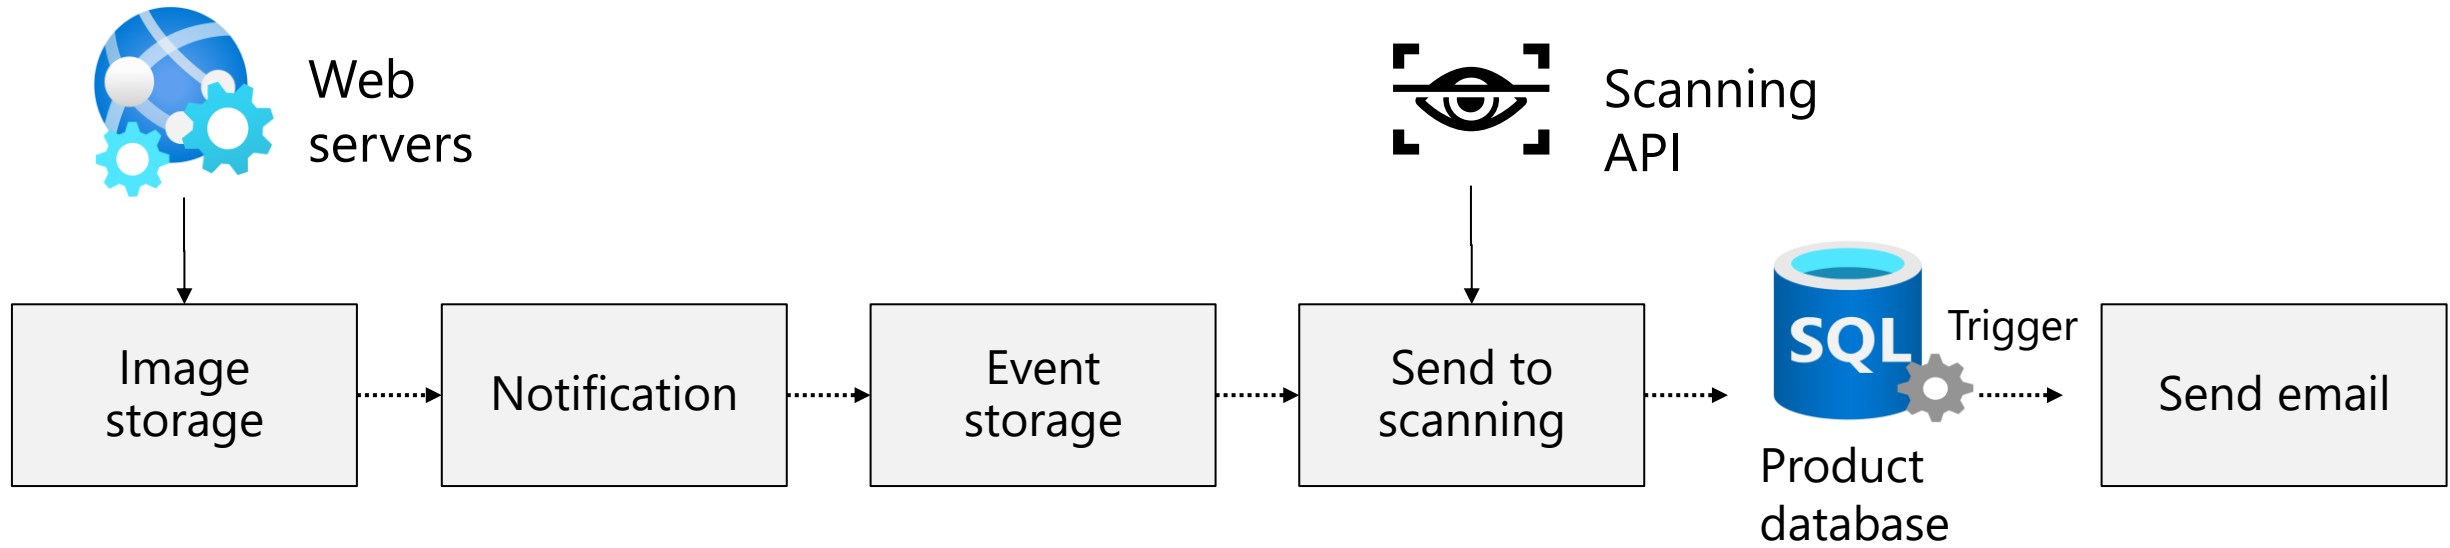 Web
servers
Scanning
API
Image
storage
Notification
Event
storage
Send to
scanning
SQL
Product
database
Trigger
Send email